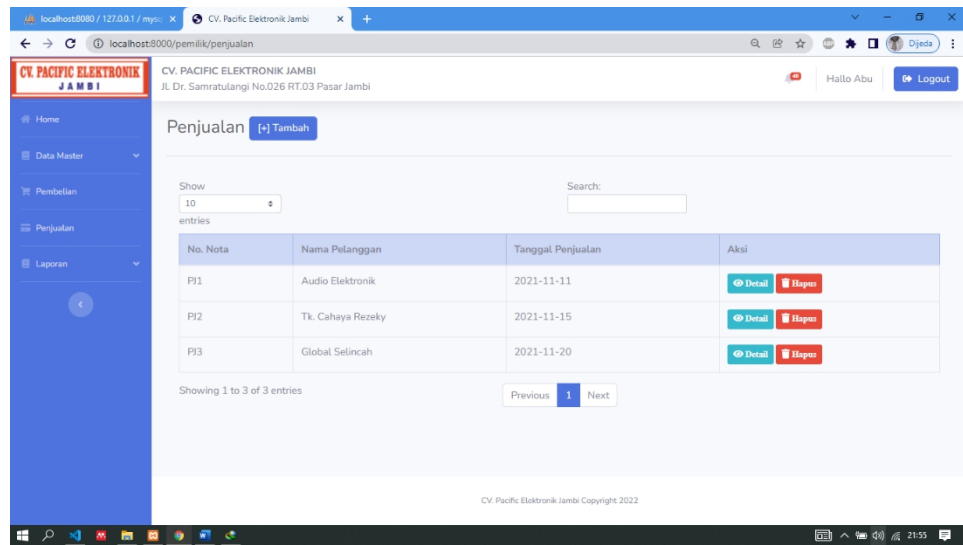 localhost:8080 / 127.0.0.1 / mysq
CV. Pacific Elektronik Jambi
localhost:8000/pemilik/penjualan
Dijeda
CV. PACIFIC ELEKTRONIK
JAMBI
CV. PACIFIC ELEKTRONIK JAMBI
JL Dr. Samratulangi No.026 RT.03 Pasar Jambi
Hallo Abu
Logout
Home
Data Master
Pembelian
Penjualan
Laporan
Penjualan [+] Tambah
Show
10
entries
Search:
No. Nota Nama Pelanggan Tanggal Penjualan Aksi
PJ1 Audio Elektronik 2021-11-11 Detail Hapus
PJ2 Tk. Cahaya Rezeky 2021-11-15 Detail Hapus
PJ3 Global Selincah 2021-11-20 Detail Hapus
Showing 1 to 3 of 3 entries
Previous 1 Next
CV. Pacific Elektronik Jambi Copyright 2022
21:55